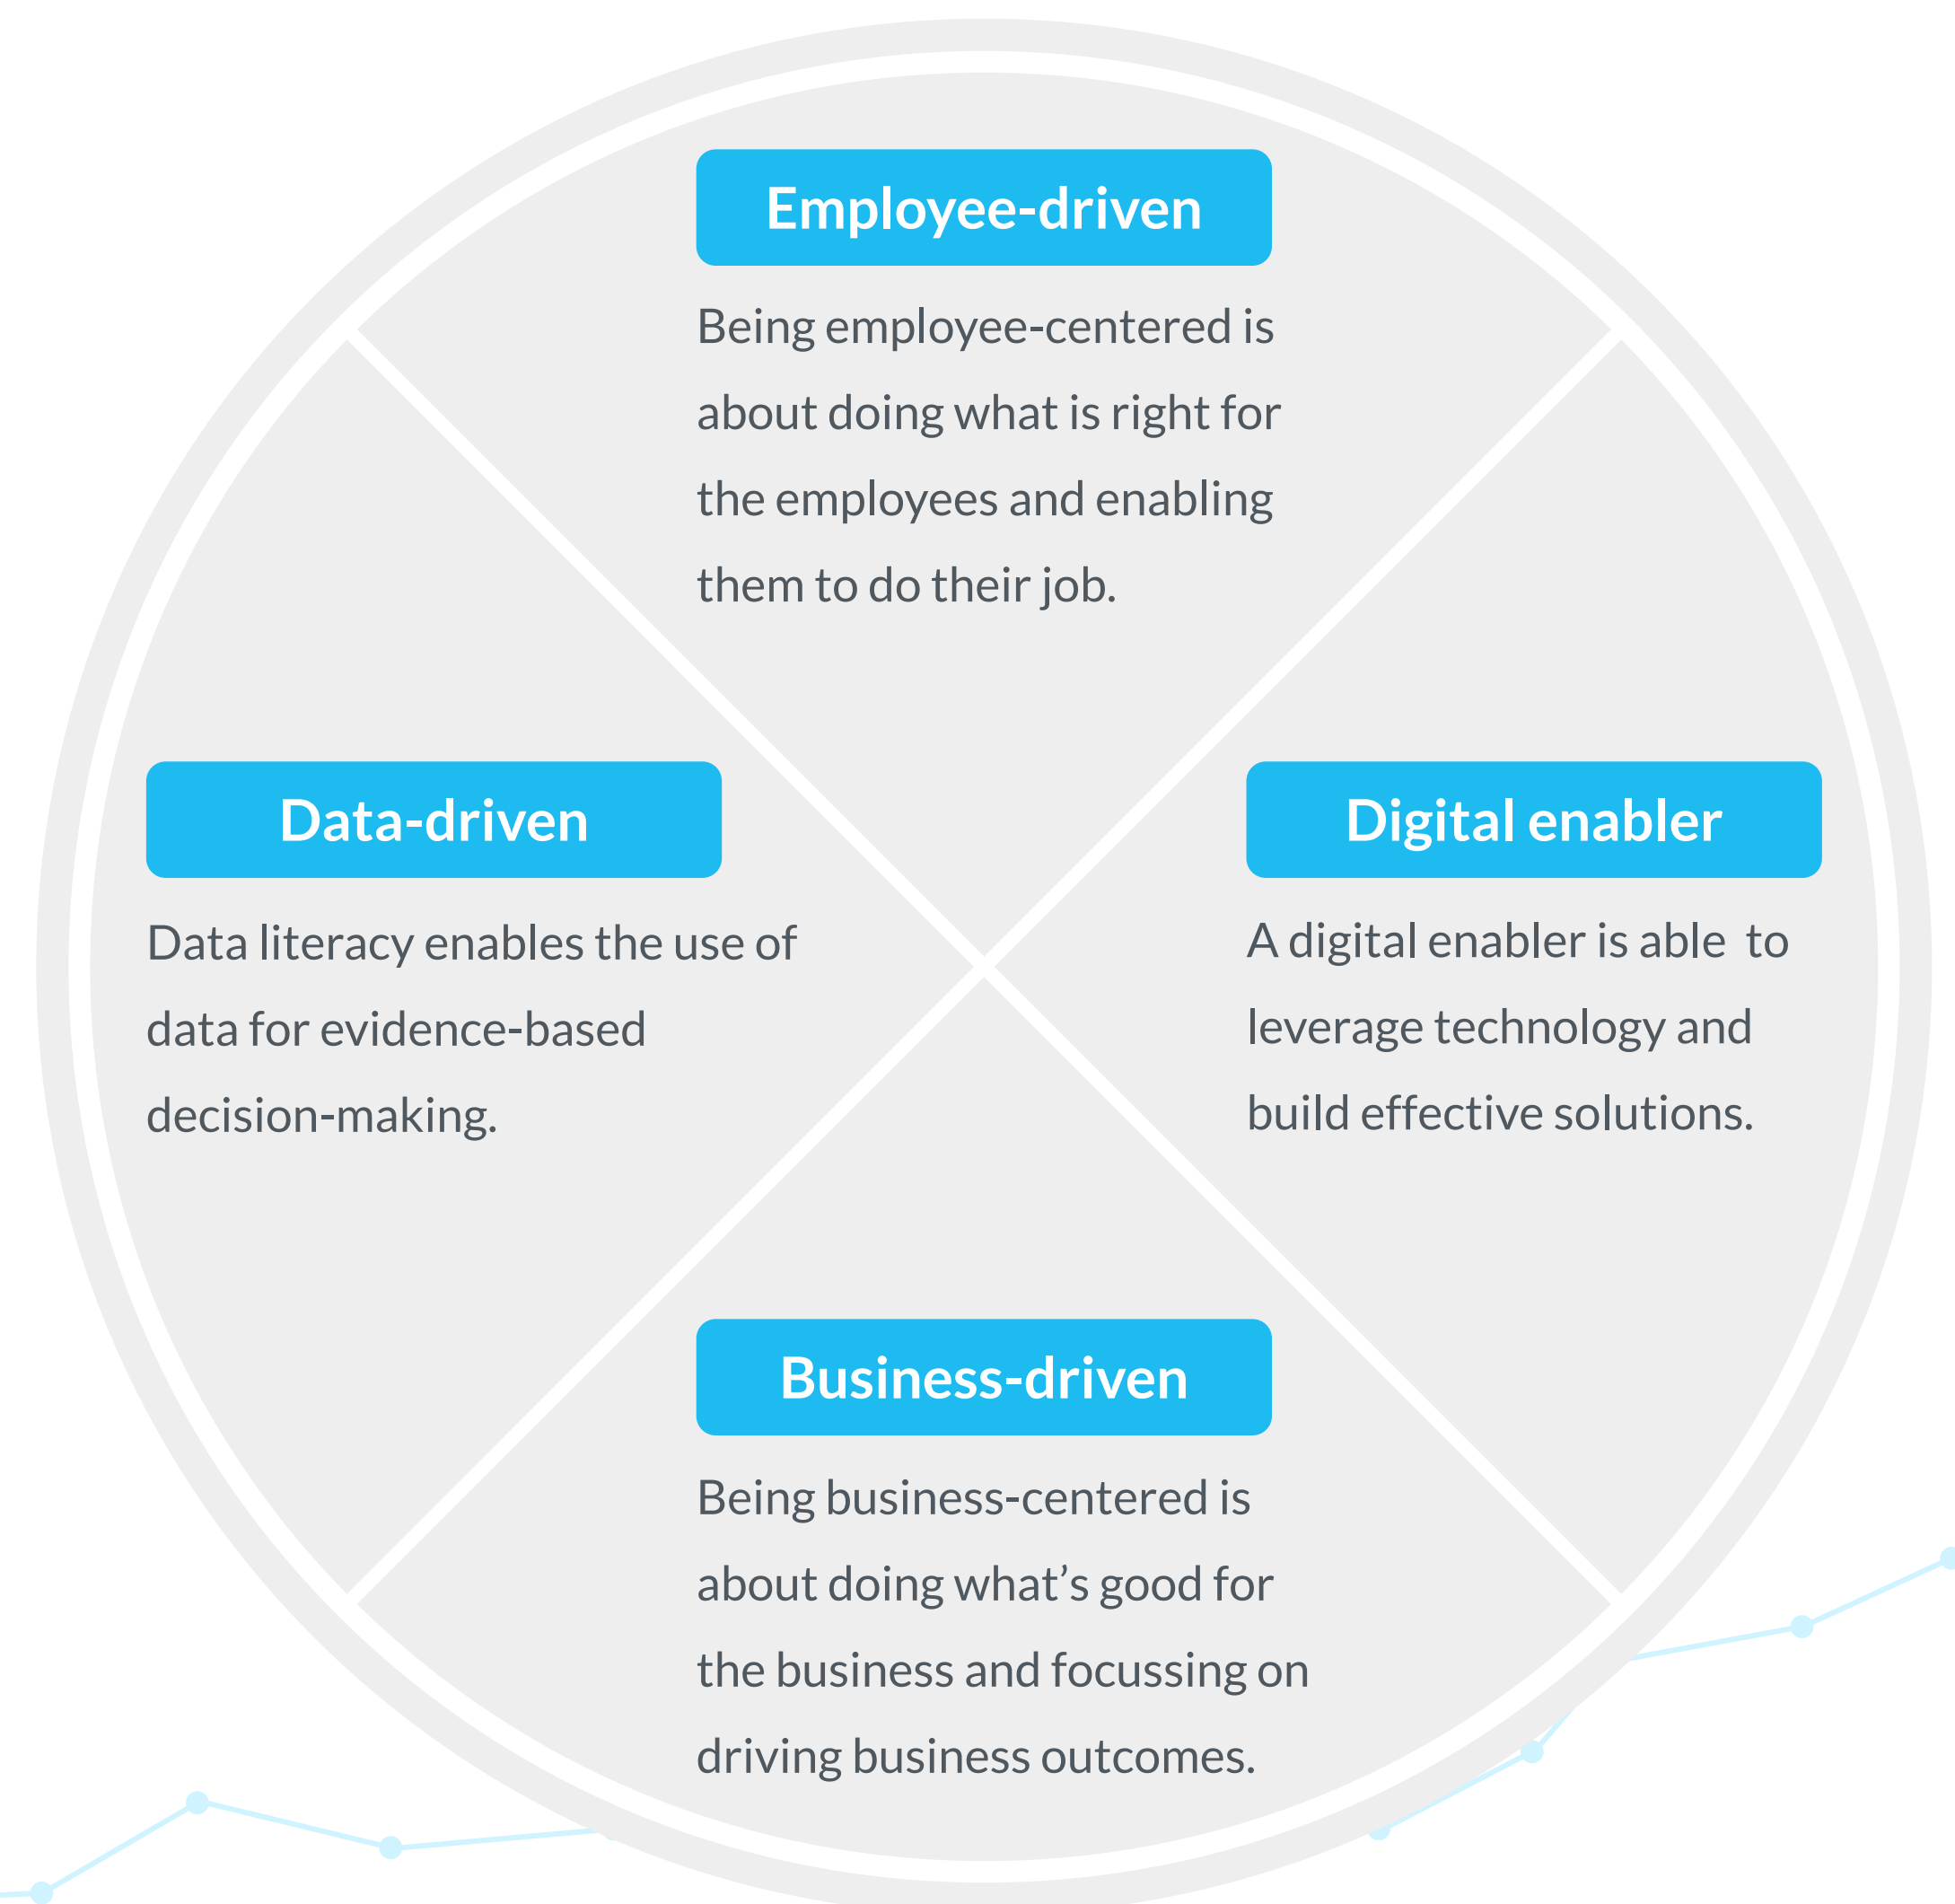 Employee-driven
Being employee-centered is
about doing what is right for
the employees and enabling
them to do their job.
Data-driven
Data literacy enables the use of
data for evidence-based
decision-making.
Digital enabler
A digital enabler is able  to
leverage technology and
build effective solutions.
Business-driven
Being business-centered is
about doing what’s good for
the business and focussing on
driving business outcomes.